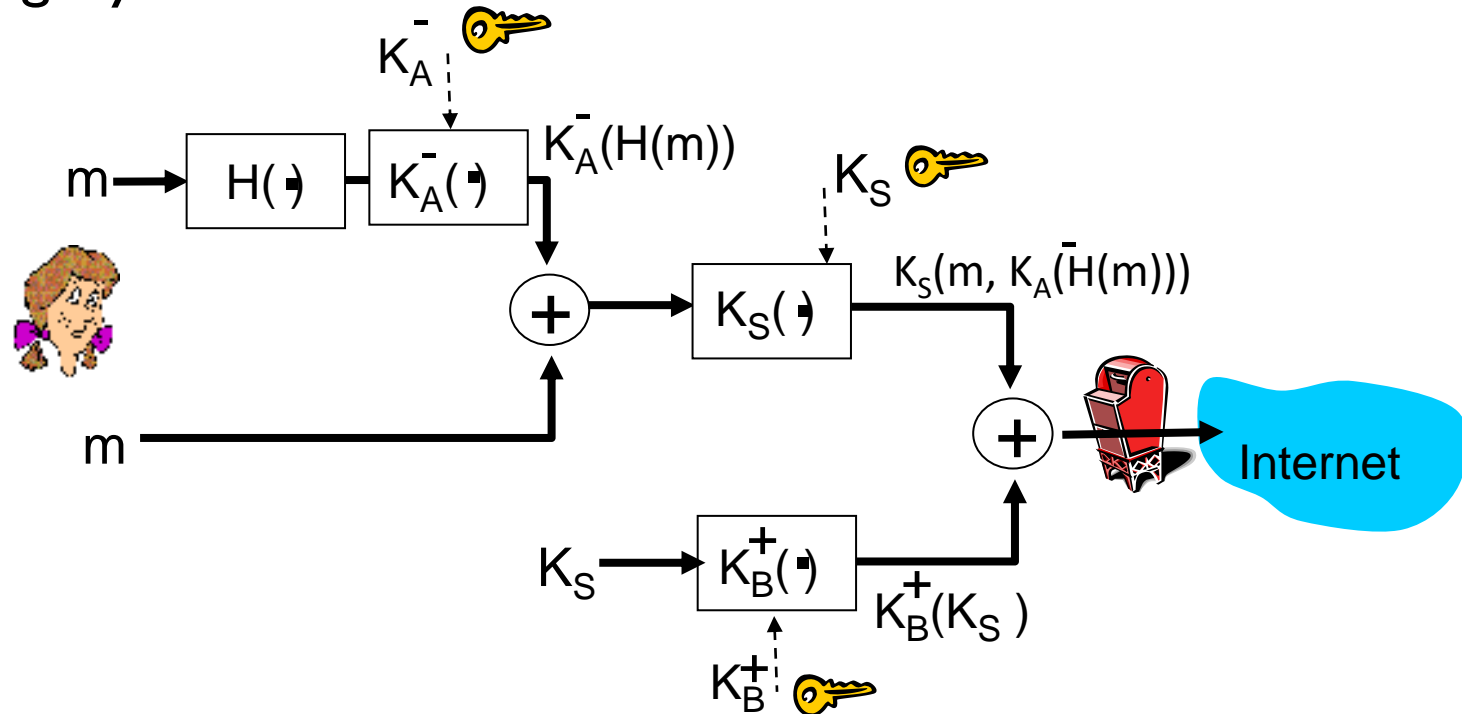 g y
K_A^-
K_A^-(H(m))
m
H(·)
K_A^-(·)
K_S
K_S(m, K_A^-(H(m)))
+
K_S(·)
m
+
Internet
K_S
K_B^+(·)
K_B^+(K_S )
K_B^+